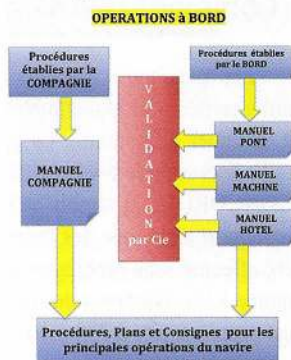 OPERATIONS à BORD
Procédures
établies par la
COMPAGNIE
Procédures établies
par le BORD
VALIDATION
par Cie
MANUEL
COMPAGNIE
MANUEL
PONT
MANUEL
MACHINE
MANUEL
HOTEL
Procédures, Plans et Consignes pour les
principales opérations du navire